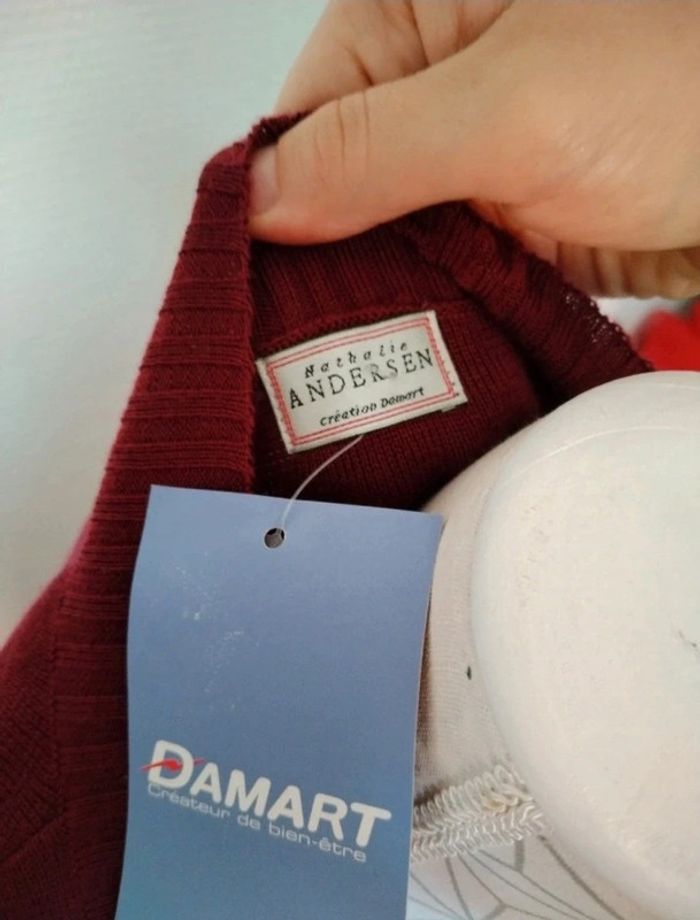 Nathalie
ANDERSEN
Création Damart
DAMART
Créateur de bien-être